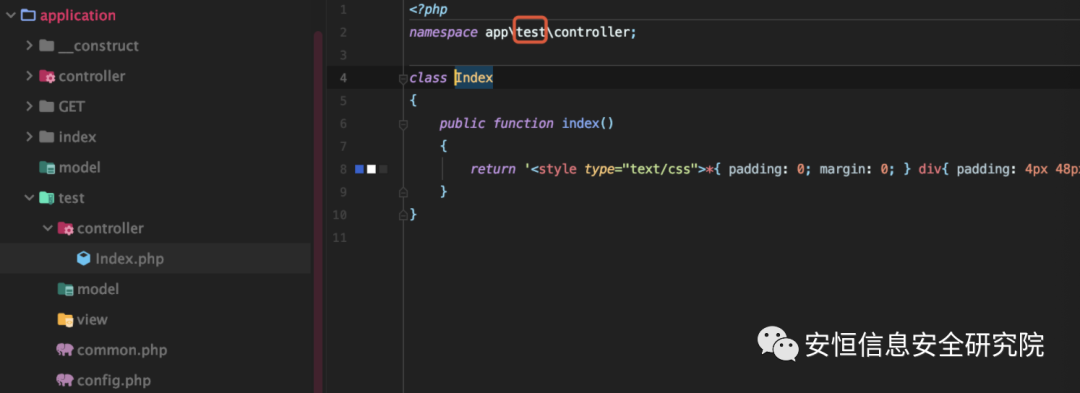 application
__construct
controller
GET
index
model
test
controller
Index.php
model
view
common.php
config.php
1 <?php
2 namespace app\test\controller;
3
4 class Index
5 {
6 public function index()
7 {
8 return '<style type="text/css">*{ padding: 0; margin: 0; } div{ padding: 4px 48px
9 }
10 }
11
安恒信息安全研究院